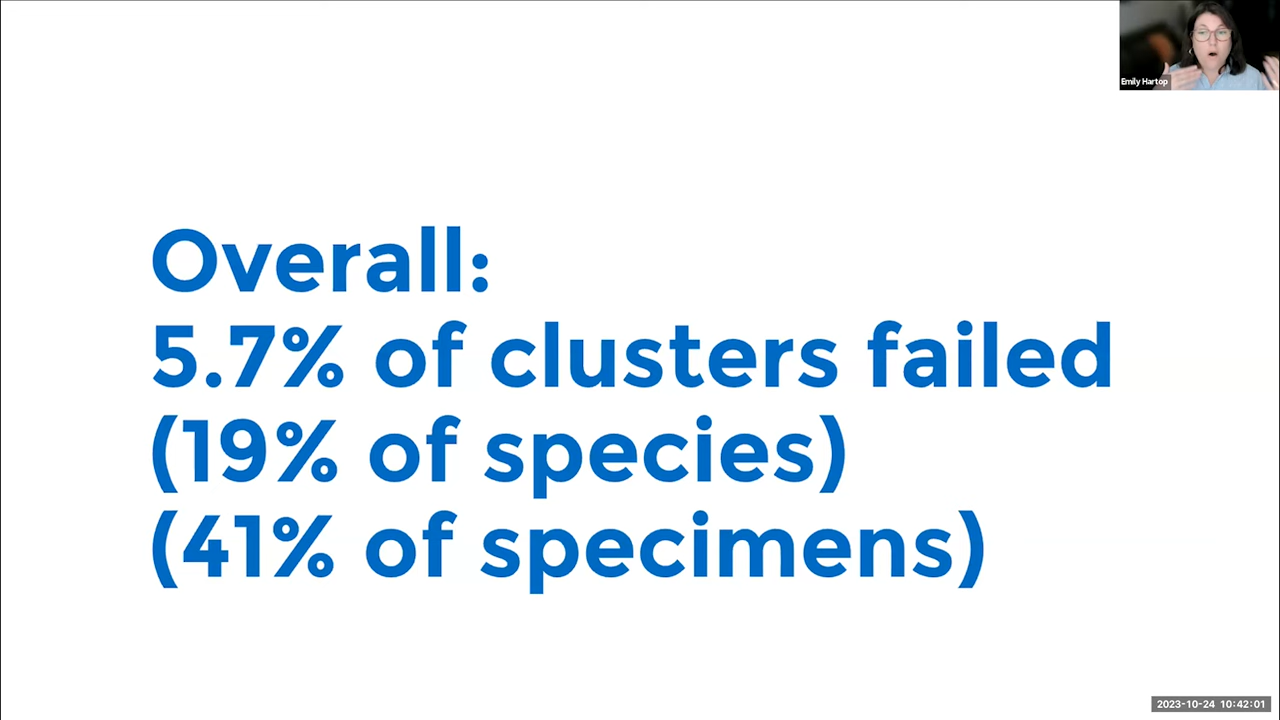 Emily Hartop
Overall:
5.7% of clusters failed
(19% of species)
(41% of specimens)
2023-10-24 10:42:01